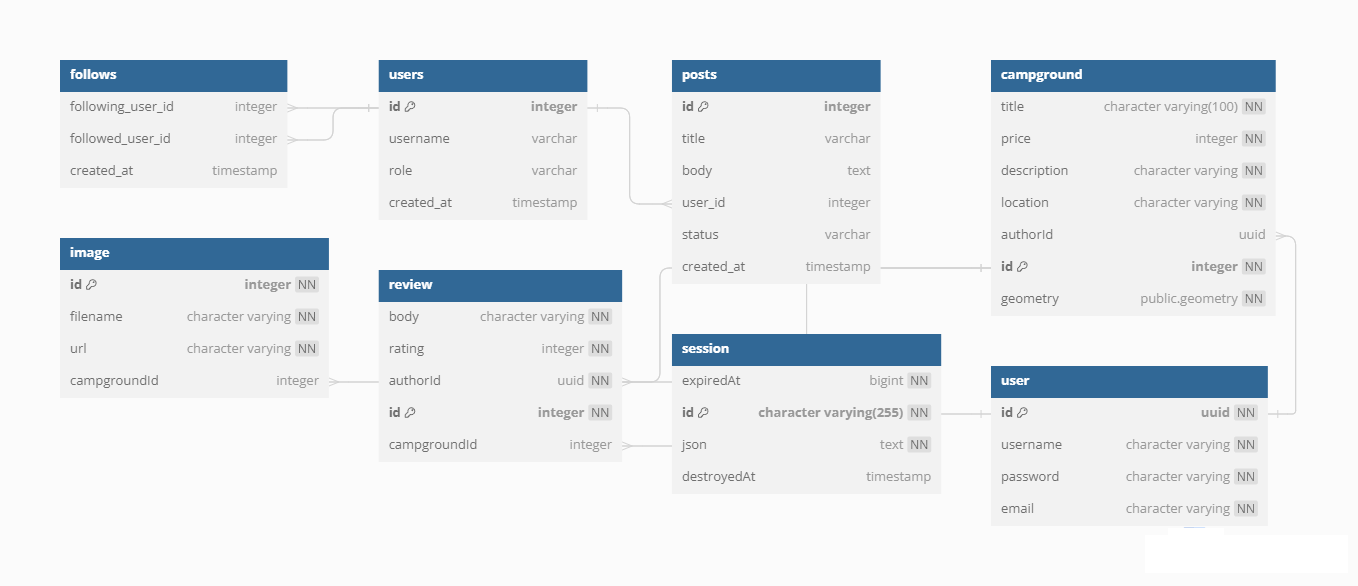 follows
following_user_id integer
followed_user_id integer
created_at timestamp
users
id integer
username varchar
role varchar
created_at timestamp
posts
id integer
title varchar
body text
user_id integer
status varchar
created_at timestamp
campground
title character varying(100) NN
price integer NN
description character varying NN
location character varying NN
authorId uuid
id integer NN
geometry public.geometry NN
image
id integer NN
filename character varying NN
url character varying NN
campgroundId integer
review
body character varying NN
rating integer NN
authorId uuid NN
id integer NN
campgroundId integer
session
expiredAt bigint NN
id character varying(255) NN
json text NN
destroyedAt timestamp
user
id uuid NN
username character varying NN
password character varying NN
email character varying NN